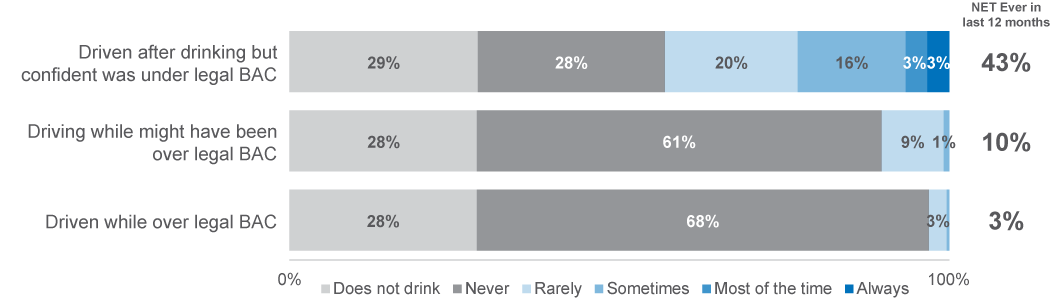 NET Ever in
last 12 months
Driven after drinking but
confident was under legal BAC
29% 28% 20% 16% 3% 3% 43%
Driving while might have been
over legal BAC
28% 61% 9% 1% 10%
Driven while over legal BAC 28% 68% 3% 3%
0% 100%
Does not drink Never Rarely Sometimes Most of the time Always